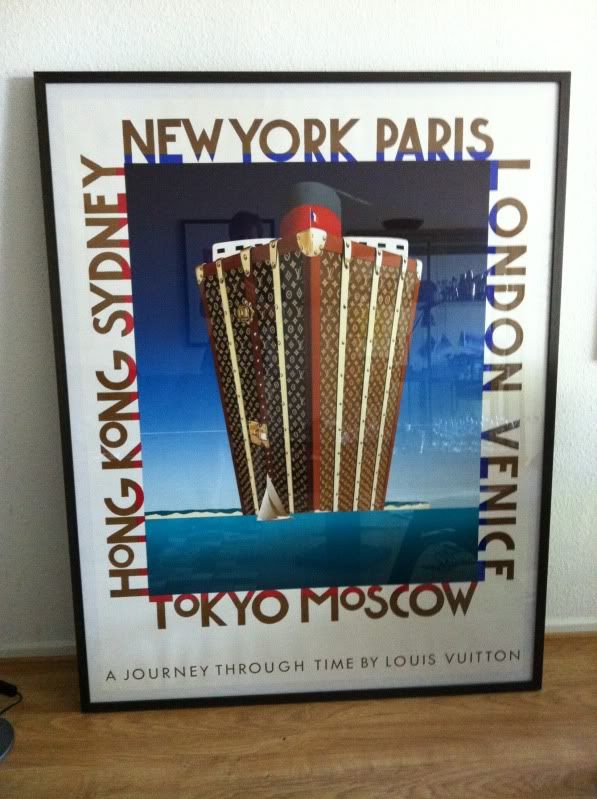 NEW YORK PARIS
LONDON VENICE
HONG KONG SYDNEY
TOKYO MOSCOW
A JOURNEY THROUGH TIME BY LOUIS VUITTON